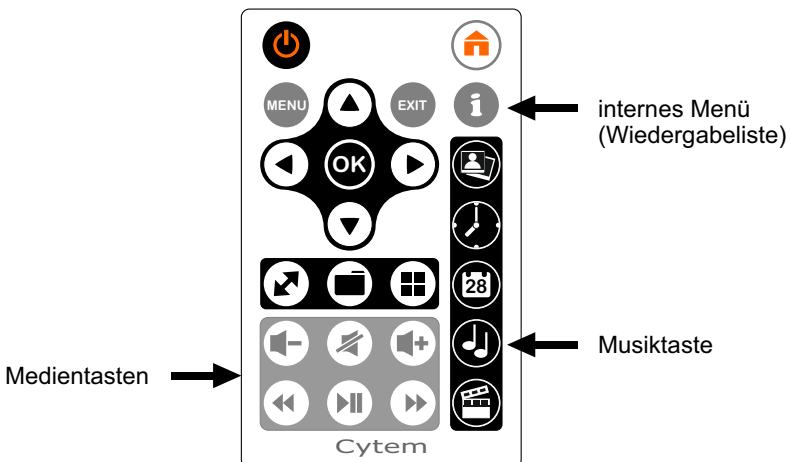 MENU
EXIT
i
internes Menü
(Wiedergabeliste)
OK
28
Musiktaste
Medientasten
Cytem